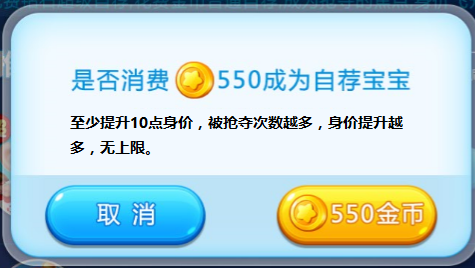 是否消费550成为自荐宝宝
至少提升10点身价，被抢夺次数越多，身价提升越
多，无上限。
取消
550金币